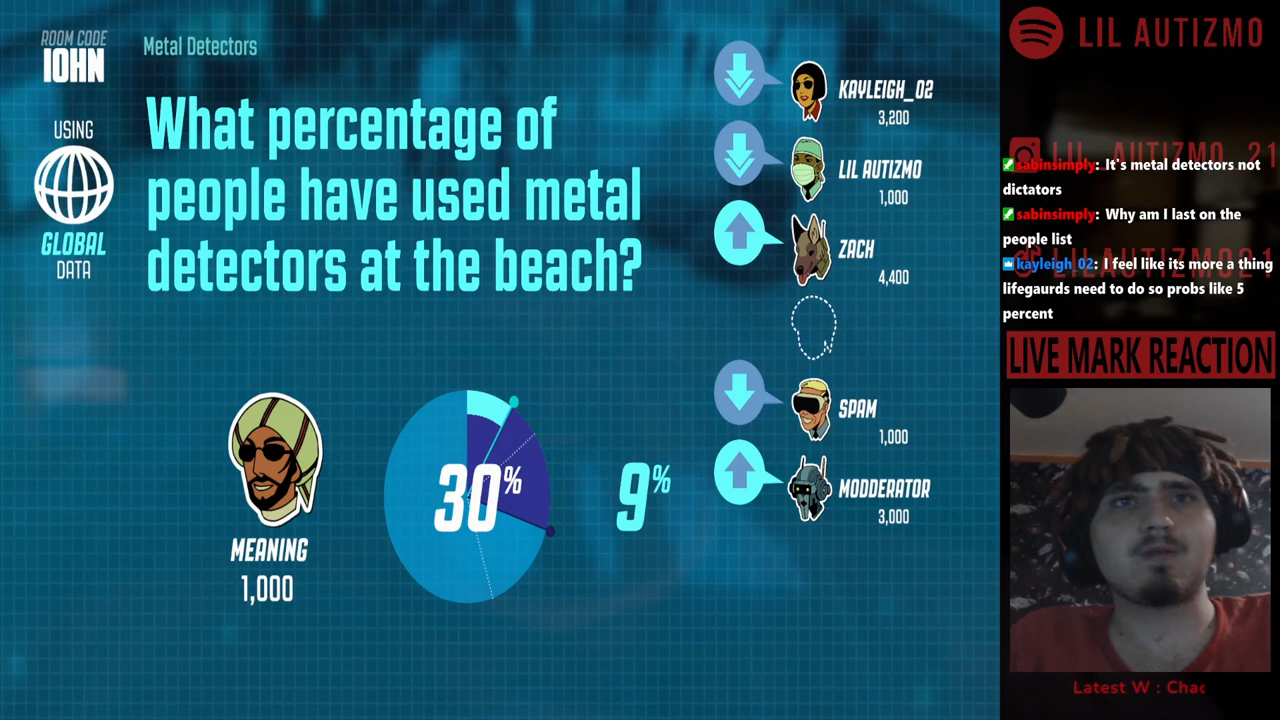 ROOM CODE
IOHN
USING
GLOBAL
DATA
Metal Detectors
What percentage of
people have used metal
detectors at the beach?
MEANING
1,000
30%
9%
KAYLEIGH_02
3,200
LIL AUTIZMO
1,000
ZACH
4,400
SPAM
1,000
MODDERATOR
3,000
LIL AUTIZMO
LIL_AUTIZMO_21
sabinsimply: It's metal detectors not
dictators
sabinsimply: Why am I last on the
people list
LILAUTIZMO21
kayleigh_02: I feel like its more a thing
lifegaurds need to do so probs like 5
percent
LIVE MARK REACTION
Latest W : Chac